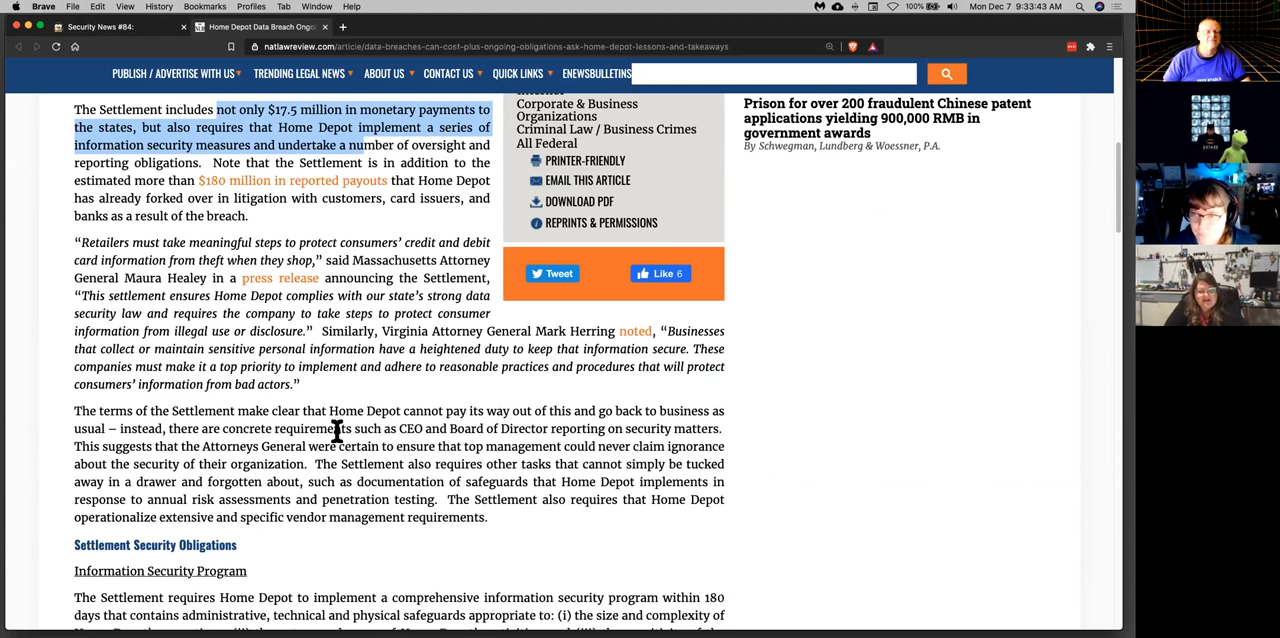 Brave File Edit View History Bookmarks Profiles Tab Window Help
100% Mon Dec 7 9:33:43 AM
Security News #84: Home Depot Data Breach Ong
natlawreview.com/article/data-breaches-can-cost-plus-ongoing-obligations-ask-home-depot-lessons-and-takeaways
PUBLISH / ADVERTISE WITH US TRENDING LEGAL NEWS ABOUT US CONTACT US QUICK LINKS ENEWSBULLETINS
The Settlement includes not only $17.5 million in monetary payments to
the states, but also requires that Home Depot implement a series of
information security measures and undertake a number of oversight and
reporting obligations. Note that the Settlement is in addition to the
estimated more than $180 million in reported payouts that Home Depot
has already forked over in litigation with customers, card issuers, and
banks as a result of the breach.
“Retailers must take meaningful steps to protect consumers’ credit and debit
card information from theft when they shop,” said Massachusetts Attorney
General Maura Healey in a press release announcing the Settlement,
“This settlement ensures Home Depot complies with our state’s strong data
security law and requires the company to take steps to protect consumer
information from illegal use or disclosure.” Similarly, Virginia Attorney General Mark Herring noted, “Businesses
that collect or maintain sensitive personal information have a heightened duty to keep that information secure. These
companies must make it a top priority to implement and adhere to reasonable practices and procedures that will protect
consumers’ information from bad actors.”
The terms of the Settlement make clear that Home Depot cannot pay its way out of this and go back to business as
usual – instead, there are concrete requirements such as CEO and Board of Director reporting on security matters.
This suggests that the Attorneys General were certain to ensure that top management could never claim ignorance
about the security of their organization. The Settlement also requires other tasks that cannot simply be tucked
away in a drawer and forgotten about, such as documentation of safeguards that Home Depot implements in
response to annual risk assessments and penetration testing. The Settlement also requires that Home Depot
operationalize extensive and specific vendor management requirements.
Settlement Security Obligations
Information Security Program
The Settlement requires Home Depot to implement a comprehensive information security program within 180
days that contains administrative, technical and physical safeguards appropriate to: (i) the size and complexity of
Corporate & Business
Organizations
Criminal Law / Business Crimes
All Federal
PRINTER-FRIENDLY
EMAIL THIS ARTICLE
DOWNLOAD PDF
REPRINTS & PERMISSIONS
Tweet Like 6
Prison for over 200 fraudulent Chinese patent
applications yielding 900,000 RMB in
government awards
By Schwegman, Lundberg & Woessner, P.A.